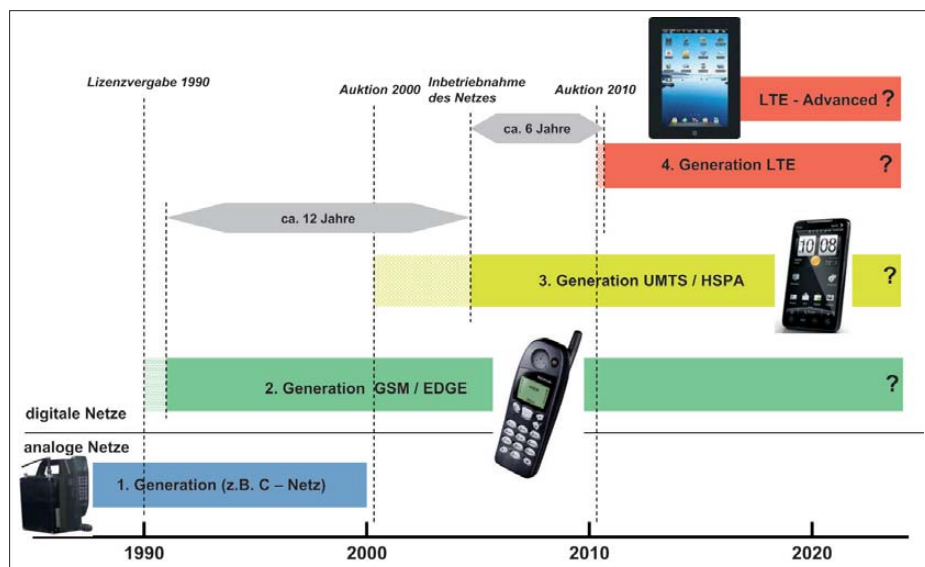 Lizenzvergabe 1990
Auktion 2000
Inbetriebnahme
des Netzes
Auktion 2010
LTE - Advanced ?
ca. 6 Jahre
4. Generation LTE ?
ca. 12 Jahre
10 08
3. Generation UMTS / HSPA ?
2. Generation GSM / EDGE ?
digitale Netze
analoge Netze
1. Generation (z.B. C – Netz)
1990 2000 2010 2020